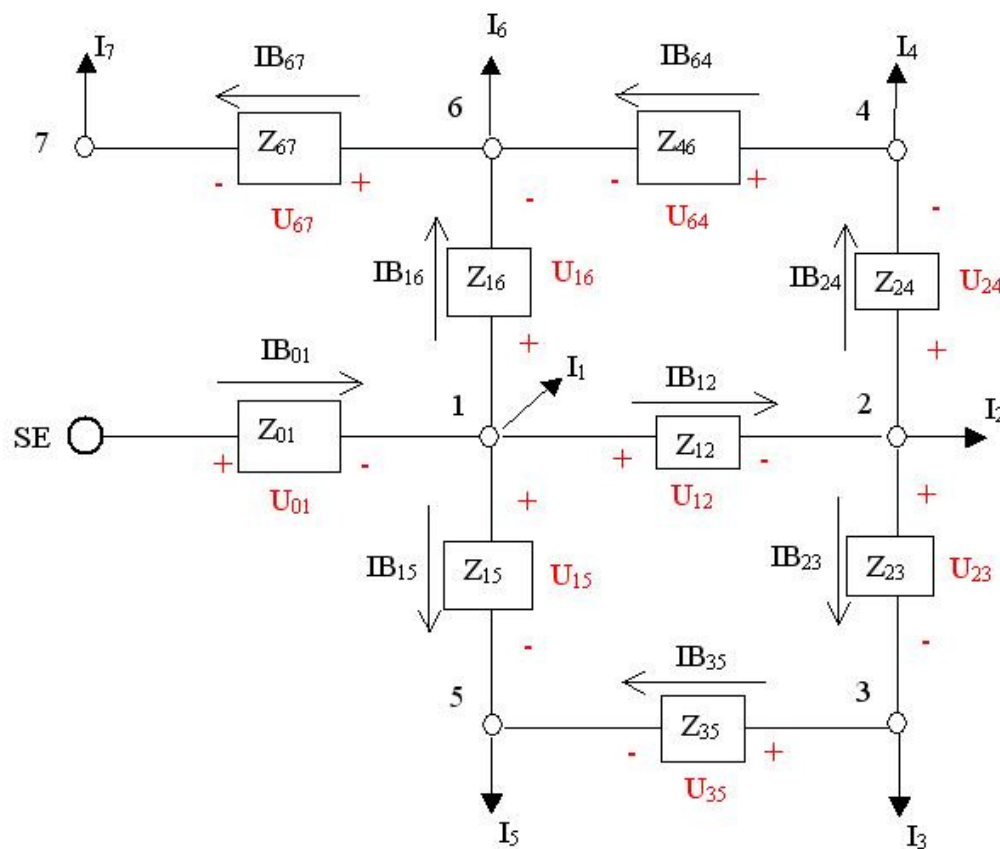 I₇
IB₆₇
I₆
IB₆₄
I₄
7
Z₆₇
6
Z₄₆
4
- +
U₆₇
-
- +
U₆₄
-
IB₁₆
Z₁₆
U₁₆
IB₂₄
Z₂₄
U₂₄
+
+
IB₀₁
I₁
IB₁₂
SE
Z₀₁
1
Z₁₂
2
I₂
+ -
U₀₁
+ -
U₁₂
+
+
IB₁₅
Z₁₅
U₁₅
IB₂₃
Z₂₃
U₂₃
-
-
IB₃₅
5
Z₃₅
3
- +
U₃₅
I₅
I₃